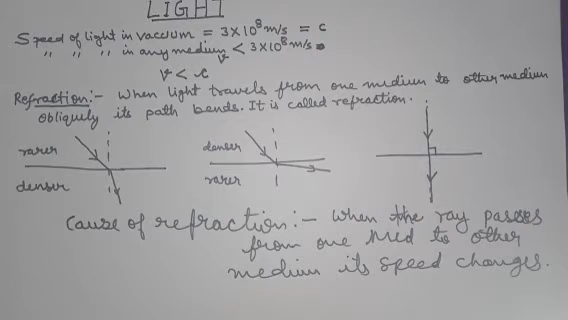 LIGHT
Speed of light in vacuum = 3×10⁸m/s = c
〃 〃 〃 in any medium < 3×10⁸m/s
v
v < c
Refraction:- When light travels from one medium to other medium
obliquely its path bends. It is called refraction.
rarer
denser
denser
rarer
Cause of refraction:- When the ray passes
from one Med to other
medium its speed changes.